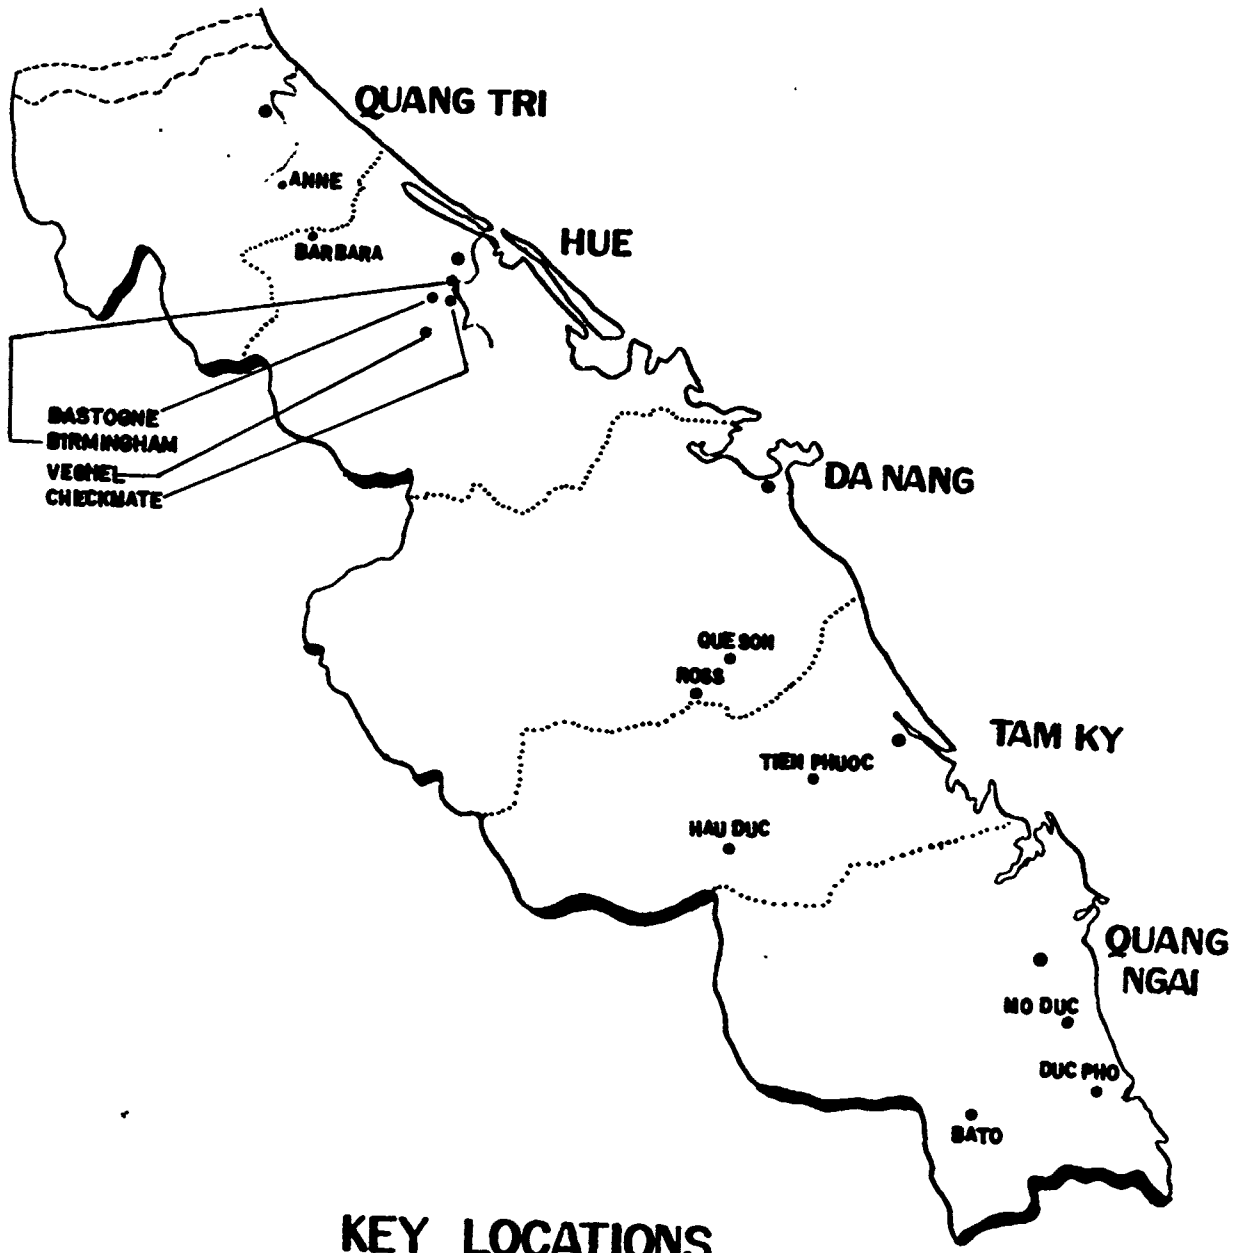 QUANG TRI
ANNE
HUE
BARBARA
BASTOGNE
BIRMINGHAM
VEGHEL
CHECKMATE
DA NANG
QUE SON
ROSS
TAM KY
TIEN PHUOC
HAU DUC
QUANG
NGAI
MO DUC
DUC PHO
BATO
KEY LOCATIONS